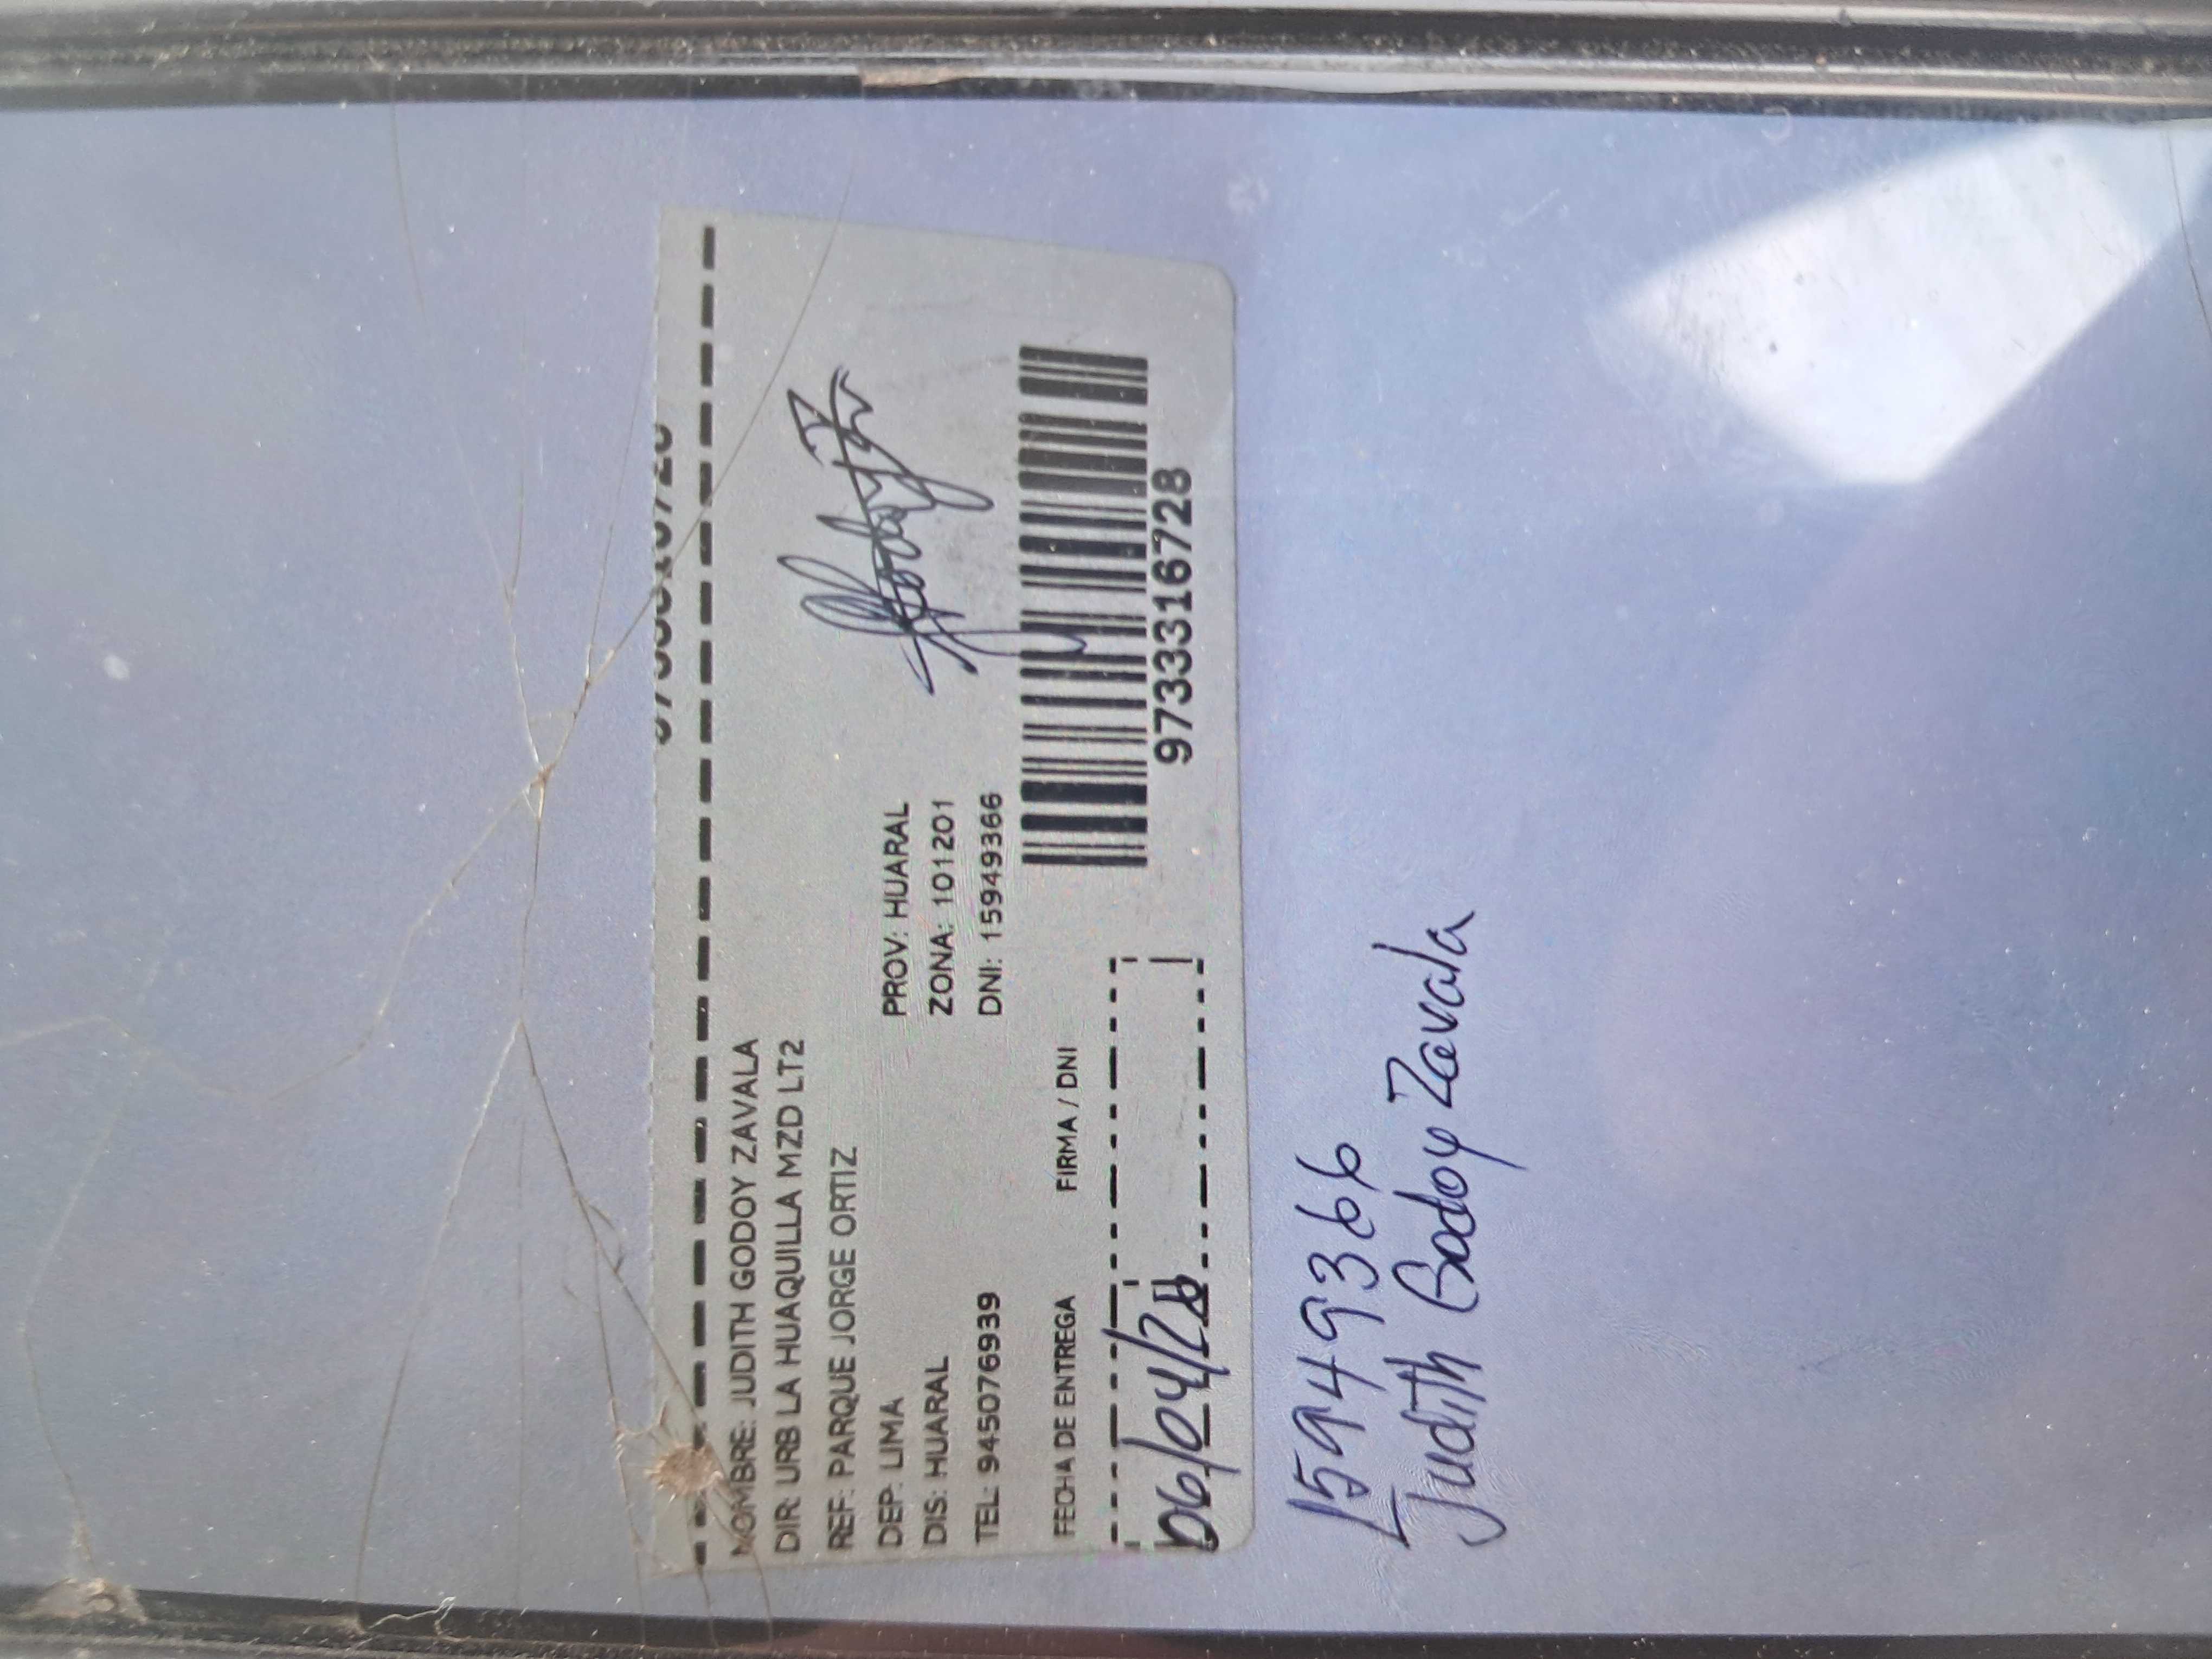 NOMBRE: JUDITH GODOY ZAVALA
DIR: URB LA HUAQUILLA MZD LT2
REF: PARQUE JORGE ORTIZ
DEP: LIMA PROV: HUARAL
DIS: HUARAL ZONA: 101201
TEL: 945076939 DNI: 15949366
FECHA DE ENTREGA FIRMA / DNI
9733316728
06/04/21
15949366
Judith Godoy Zavala